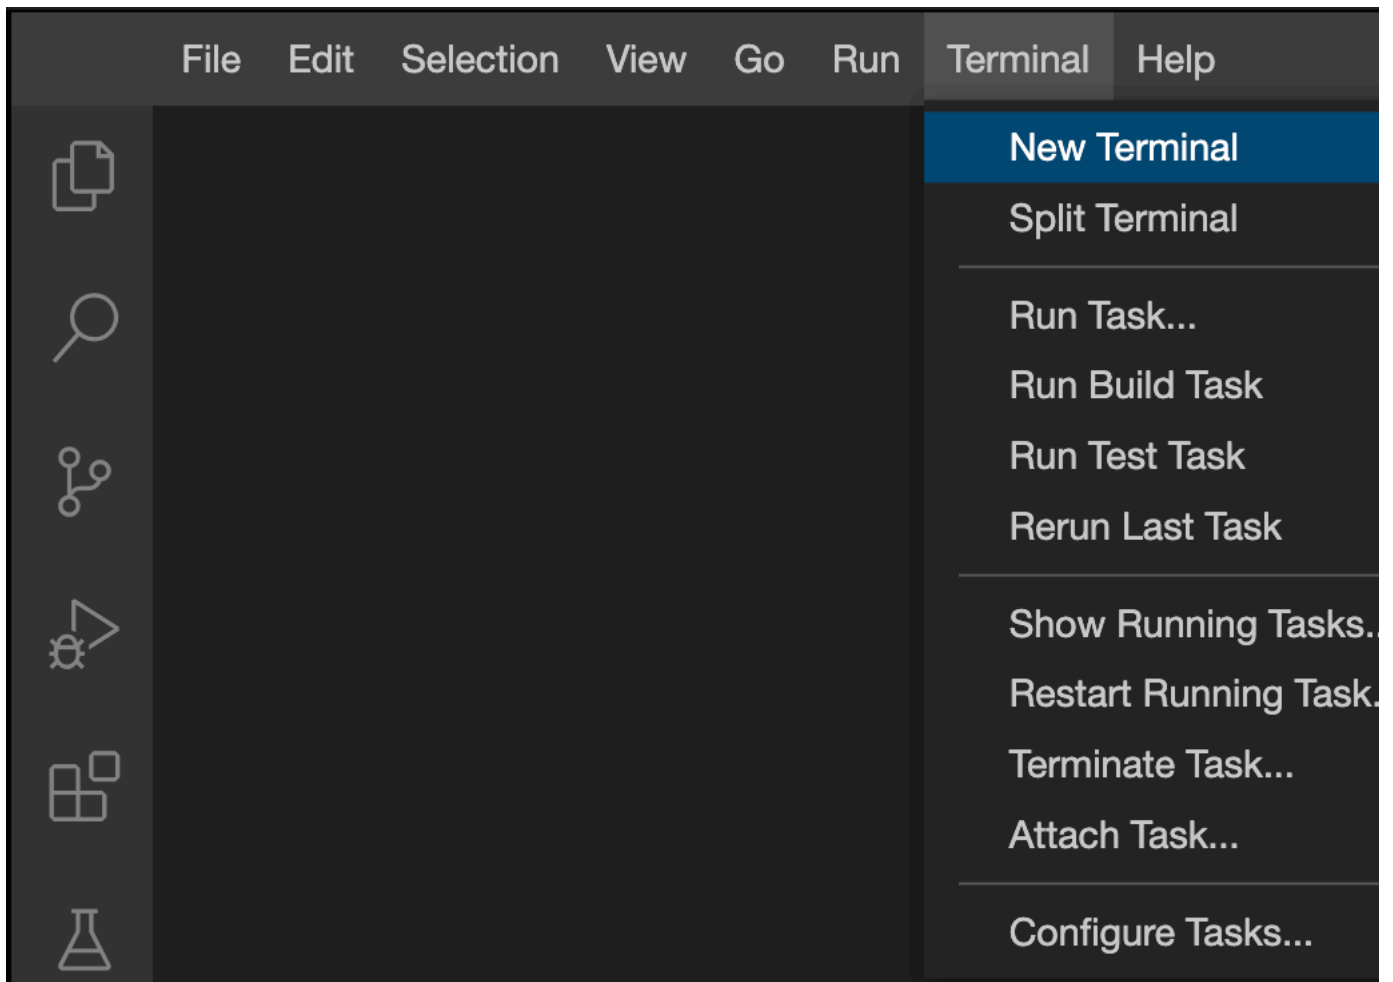 File Edit Selection View Go Run Terminal Help
New Terminal
Split Terminal
Run Task...
Run Build Task
Run Test Task
Rerun Last Task
Show Running Tasks..
Restart Running Task.
Terminate Task...
Attach Task...
Configure Tasks...